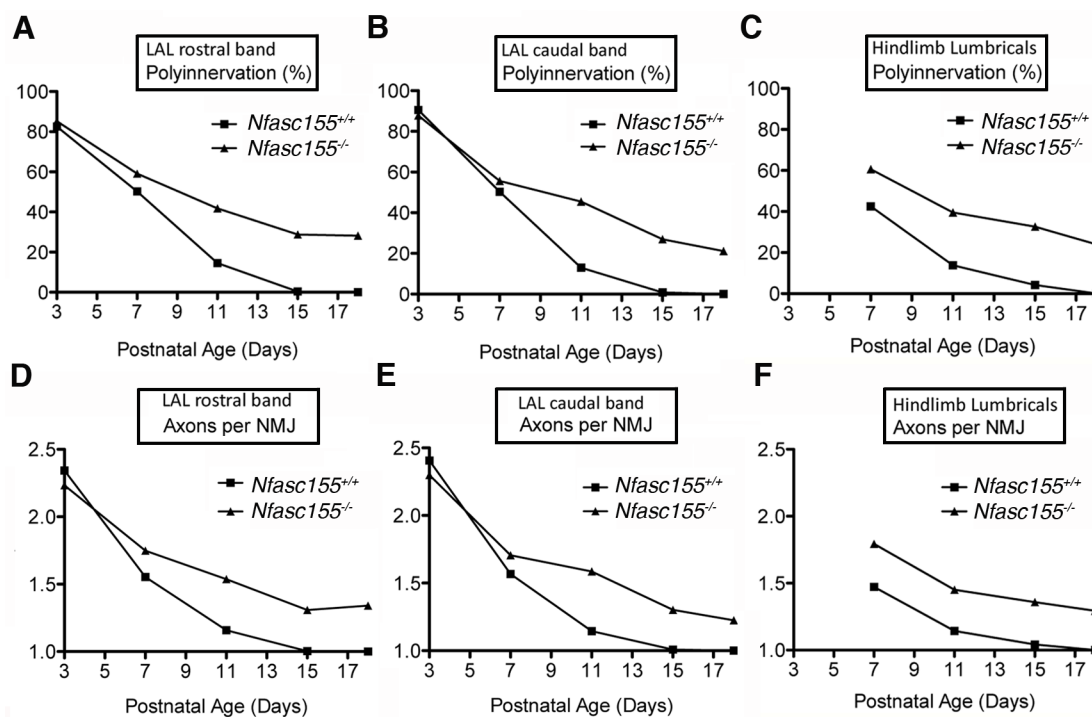 A
LAL rostral band
Polyinnervation (%)
100
80
60
40
20
0
Nfasc155+/+
Nfasc155-/-
3 5 7 9 11 13 15 17
Postnatal Age (Days)
B
LAL caudal band
Polyinnervation (%)
100
80
60
40
20
0
Nfasc155+/+
Nfasc155-/-
3 5 7 9 11 13 15 17
Postnatal Age (Days)
C
Hindlimb Lumbricals
Polyinnervation (%)
100
80
60
40
20
0
Nfasc155+/+
Nfasc155-/-
3 5 7 9 11 13 15 17
Postnatal Age (Days)
D
LAL rostral band
Axons per NMJ
2.5
2.0
1.5
1.0
Nfasc155+/+
Nfasc155-/-
3 5 7 9 11 13 15 17
Postnatal Age (Days)
E
LAL caudal band
Axons per NMJ
2.5
2.0
1.5
1.0
Nfasc155+/+
Nfasc155-/-
3 5 7 9 11 13 15 17
Postnatal Age (Days)
F
Hindlimb Lumbricals
Axons per NMJ
2.5
2.0
1.5
1.0
Nfasc155+/+
Nfasc155-/-
3 5 7 9 11 13 15 17
Postnatal Age (Days)